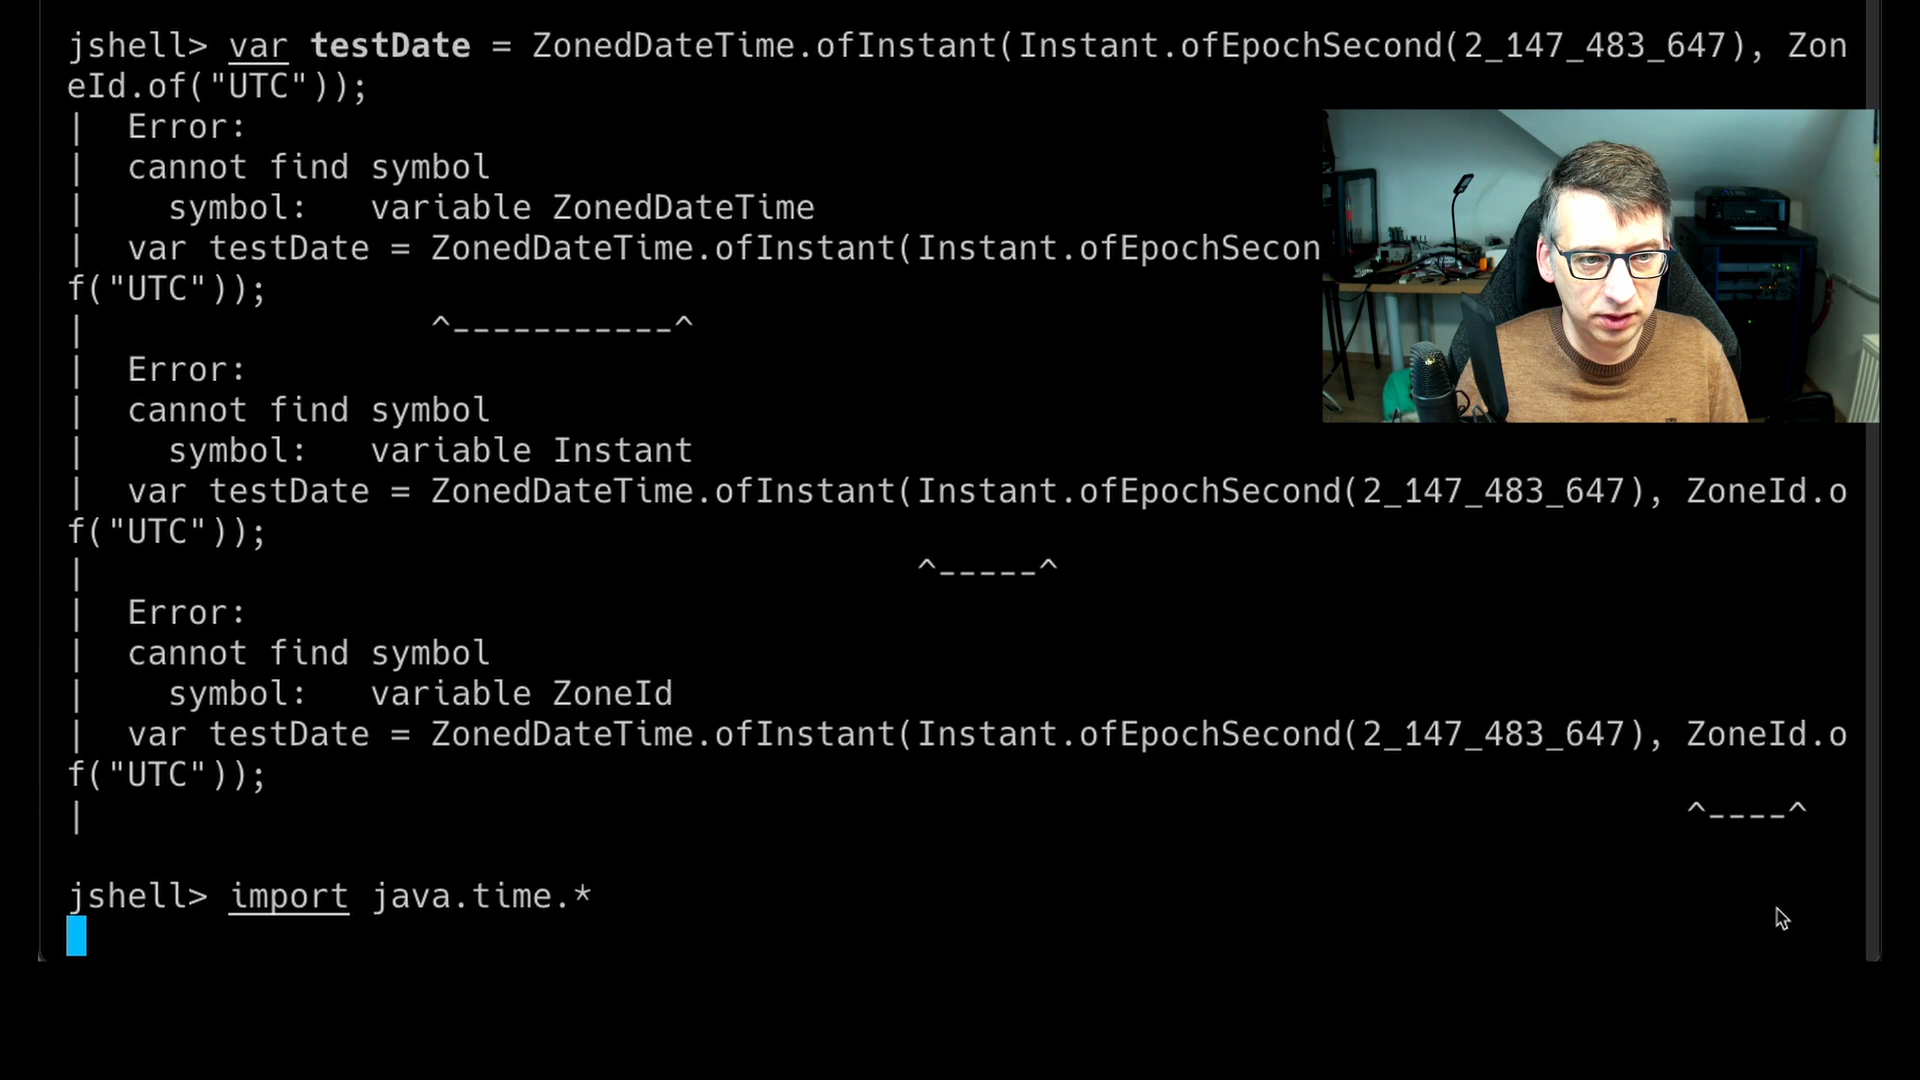 jshell> var testDate = ZonedDateTime.ofInstant(Instant.ofEpochSecond(2_147_483_647), Zon
eId.of("UTC"));
|  Error:
|  cannot find symbol
|    symbol:   variable ZonedDateTime
|  var testDate = ZonedDateTime.ofInstant(Instant.ofEpochSecon
f("UTC"));
|                 ^-----------^
|  Error:
|  cannot find symbol
|    symbol:   variable Instant
|  var testDate = ZonedDateTime.ofInstant(Instant.ofEpochSecond(2_147_483_647), ZoneId.o
f("UTC"));
|                                         ^-----^
|  Error:
|  cannot find symbol
|    symbol:   variable ZoneId
|  var testDate = ZonedDateTime.ofInstant(Instant.ofEpochSecond(2_147_483_647), ZoneId.o
f("UTC"));
|                                                                               ^----^
jshell> import java.time.*